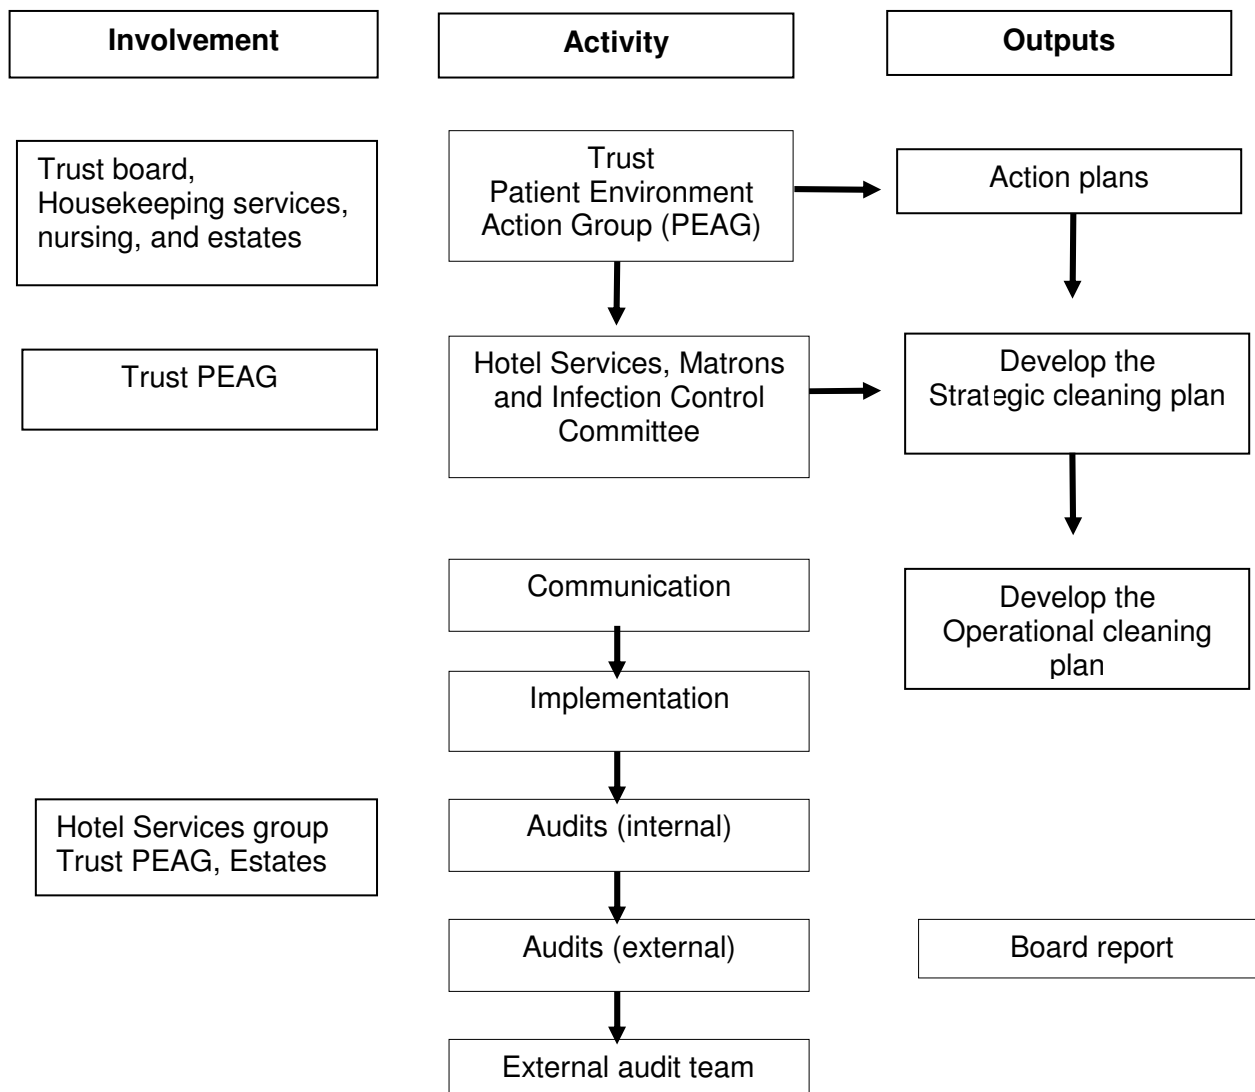 Involvement
Activity
Outputs
Trust board,
Housekeeping services,
nursing, and estates
Trust
Patient Environment
Action Group (PEAG)
Action plans
Trust PEAG
Hotel Services, Matrons
and Infection Control
Committee
Develop the
Strategic cleaning plan
Communication
Develop the
Operational cleaning
plan
Implementation
Hotel Services group
Trust PEAG, Estates
Audits (internal)
Audits (external)
Board report
External audit team